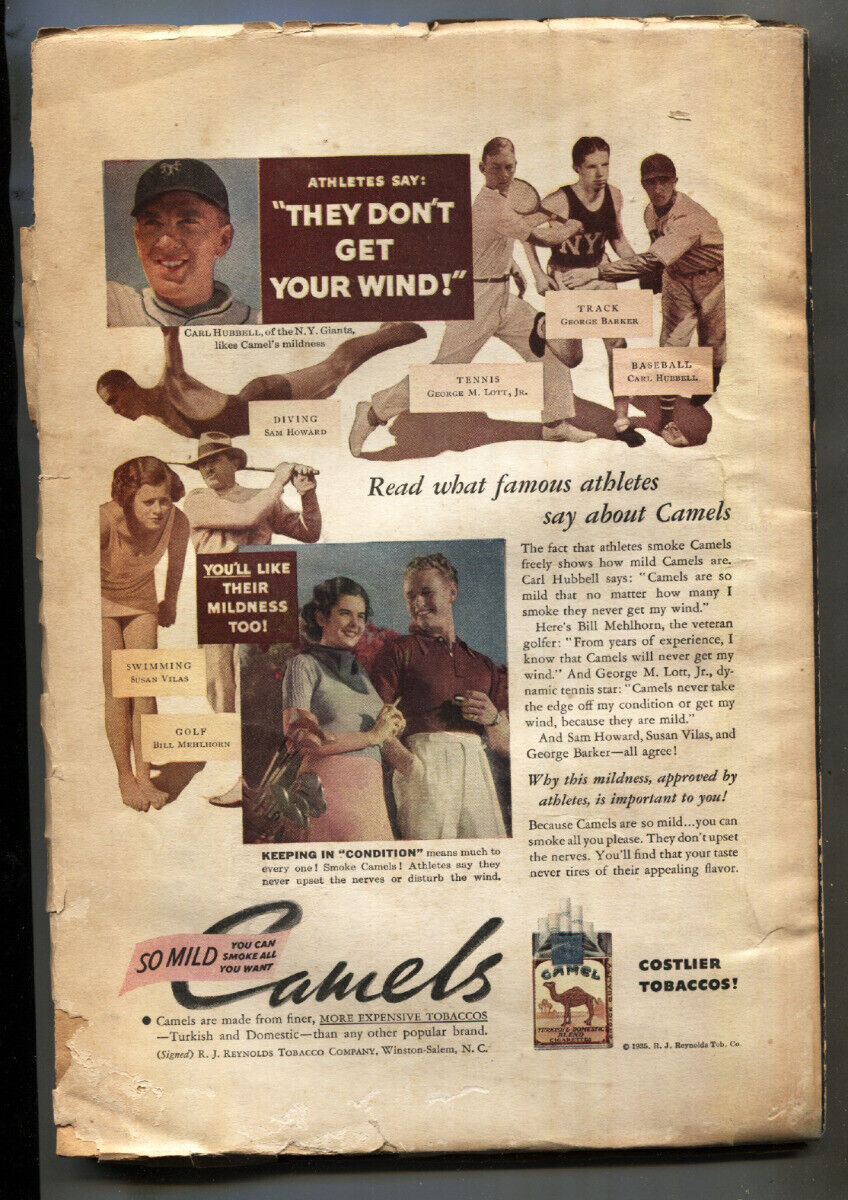 ATHLETES SAY:
"THEY DON'T
GET
YOUR WIND!"
CARL HUBBELL, of the N.Y. Giants,
likes Camel's mildness
NY
TRACK
GEORGE BARKER
BASEBALL
CARL HUBBELL
TENNIS
GEORGE M. LOTT, JR.
DIVING
SAM HOWARD
Read what famous athletes
say about Camels
YOU'LL LIKE
THEIR
MILDNESS
TOO!
SWIMMING
SUSAN VILAS
GOLF
BILL MEHLHORN
The fact that athletes smoke Camels
freely shows how mild Camels are.
Carl Hubbell says: "Camels are so
mild that no matter how many I
smoke they never get my wind."
Here's Bill Mehlhorn, the veteran
golfer: "From years of experience, I
know that Camels will never get my
wind." And George M. Lott, Jr., dy-
namic tennis star: "Camels never take
the edge off my condition or get my
wind, because they are mild."
And Sam Howard, Susan Vilas, and
George Barker—all agree!
Why this mildness, approved by
athletes, is important to you!
Because Camels are so mild...you can
smoke all you please. They don't upset
the nerves. You'll find that your taste
never tires of their appealing flavor.
KEEPING IN "CONDITION" means much to
every one! Smoke Camels! Athletes say they
never upset the nerves or disturb the wind.
SO MILD YOU CAN
SMOKE ALL
YOU WANT
Camels
● Camels are made from finer, MORE EXPENSIVE TOBACCOS
—Turkish and Domestic—than any other popular brand.
(Signed) R. J. REYNOLDS TOBACCO COMPANY, Winston-Salem, N. C.
CAMEL
TURKISH & DOMESTIC
BLEND
CIGARETTES
COSTLIER
TOBACCOS!
© 1935, R. J. Reynolds Tob. Co.